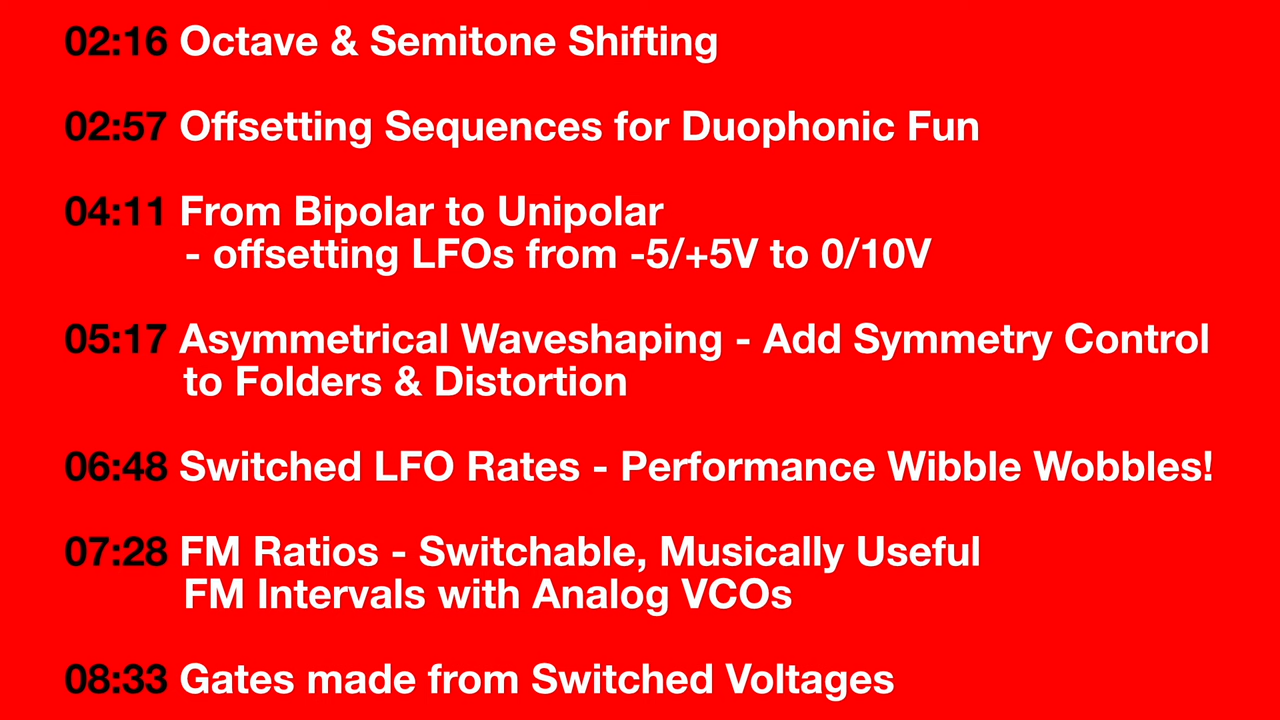 02:16 Octave & Semitone Shifting
02:57 Offsetting Sequences for Duophonic Fun
04:11 From Bipolar to Unipolar
- offsetting LFOs from -5/+5V to 0/10V
05:17 Asymmetrical Waveshaping - Add Symmetry Control
to Folders & Distortion
06:48 Switched LFO Rates - Performance Wibble Wobbles!
07:28 FM Ratios - Switchable, Musically Useful
FM Intervals with Analog VCOs
08:33 Gates made from Switched Voltages